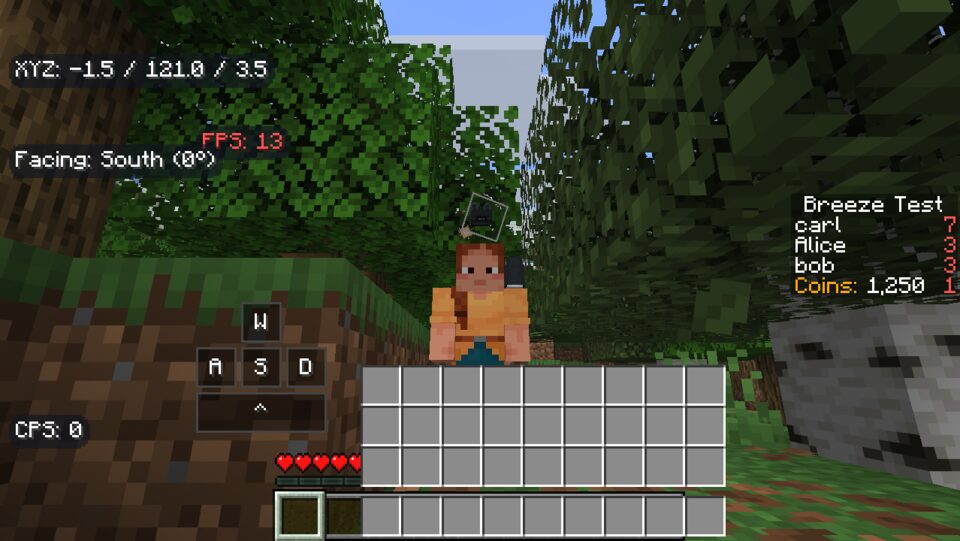 XYZ: -1.5 / 121.0 / 3.5
FPS: 13
Facing: South (0º)
Breeze Test
carl 7
Alice 3
bob 3
Coins: 1,250 1
W
A S D
^
CPS: 0